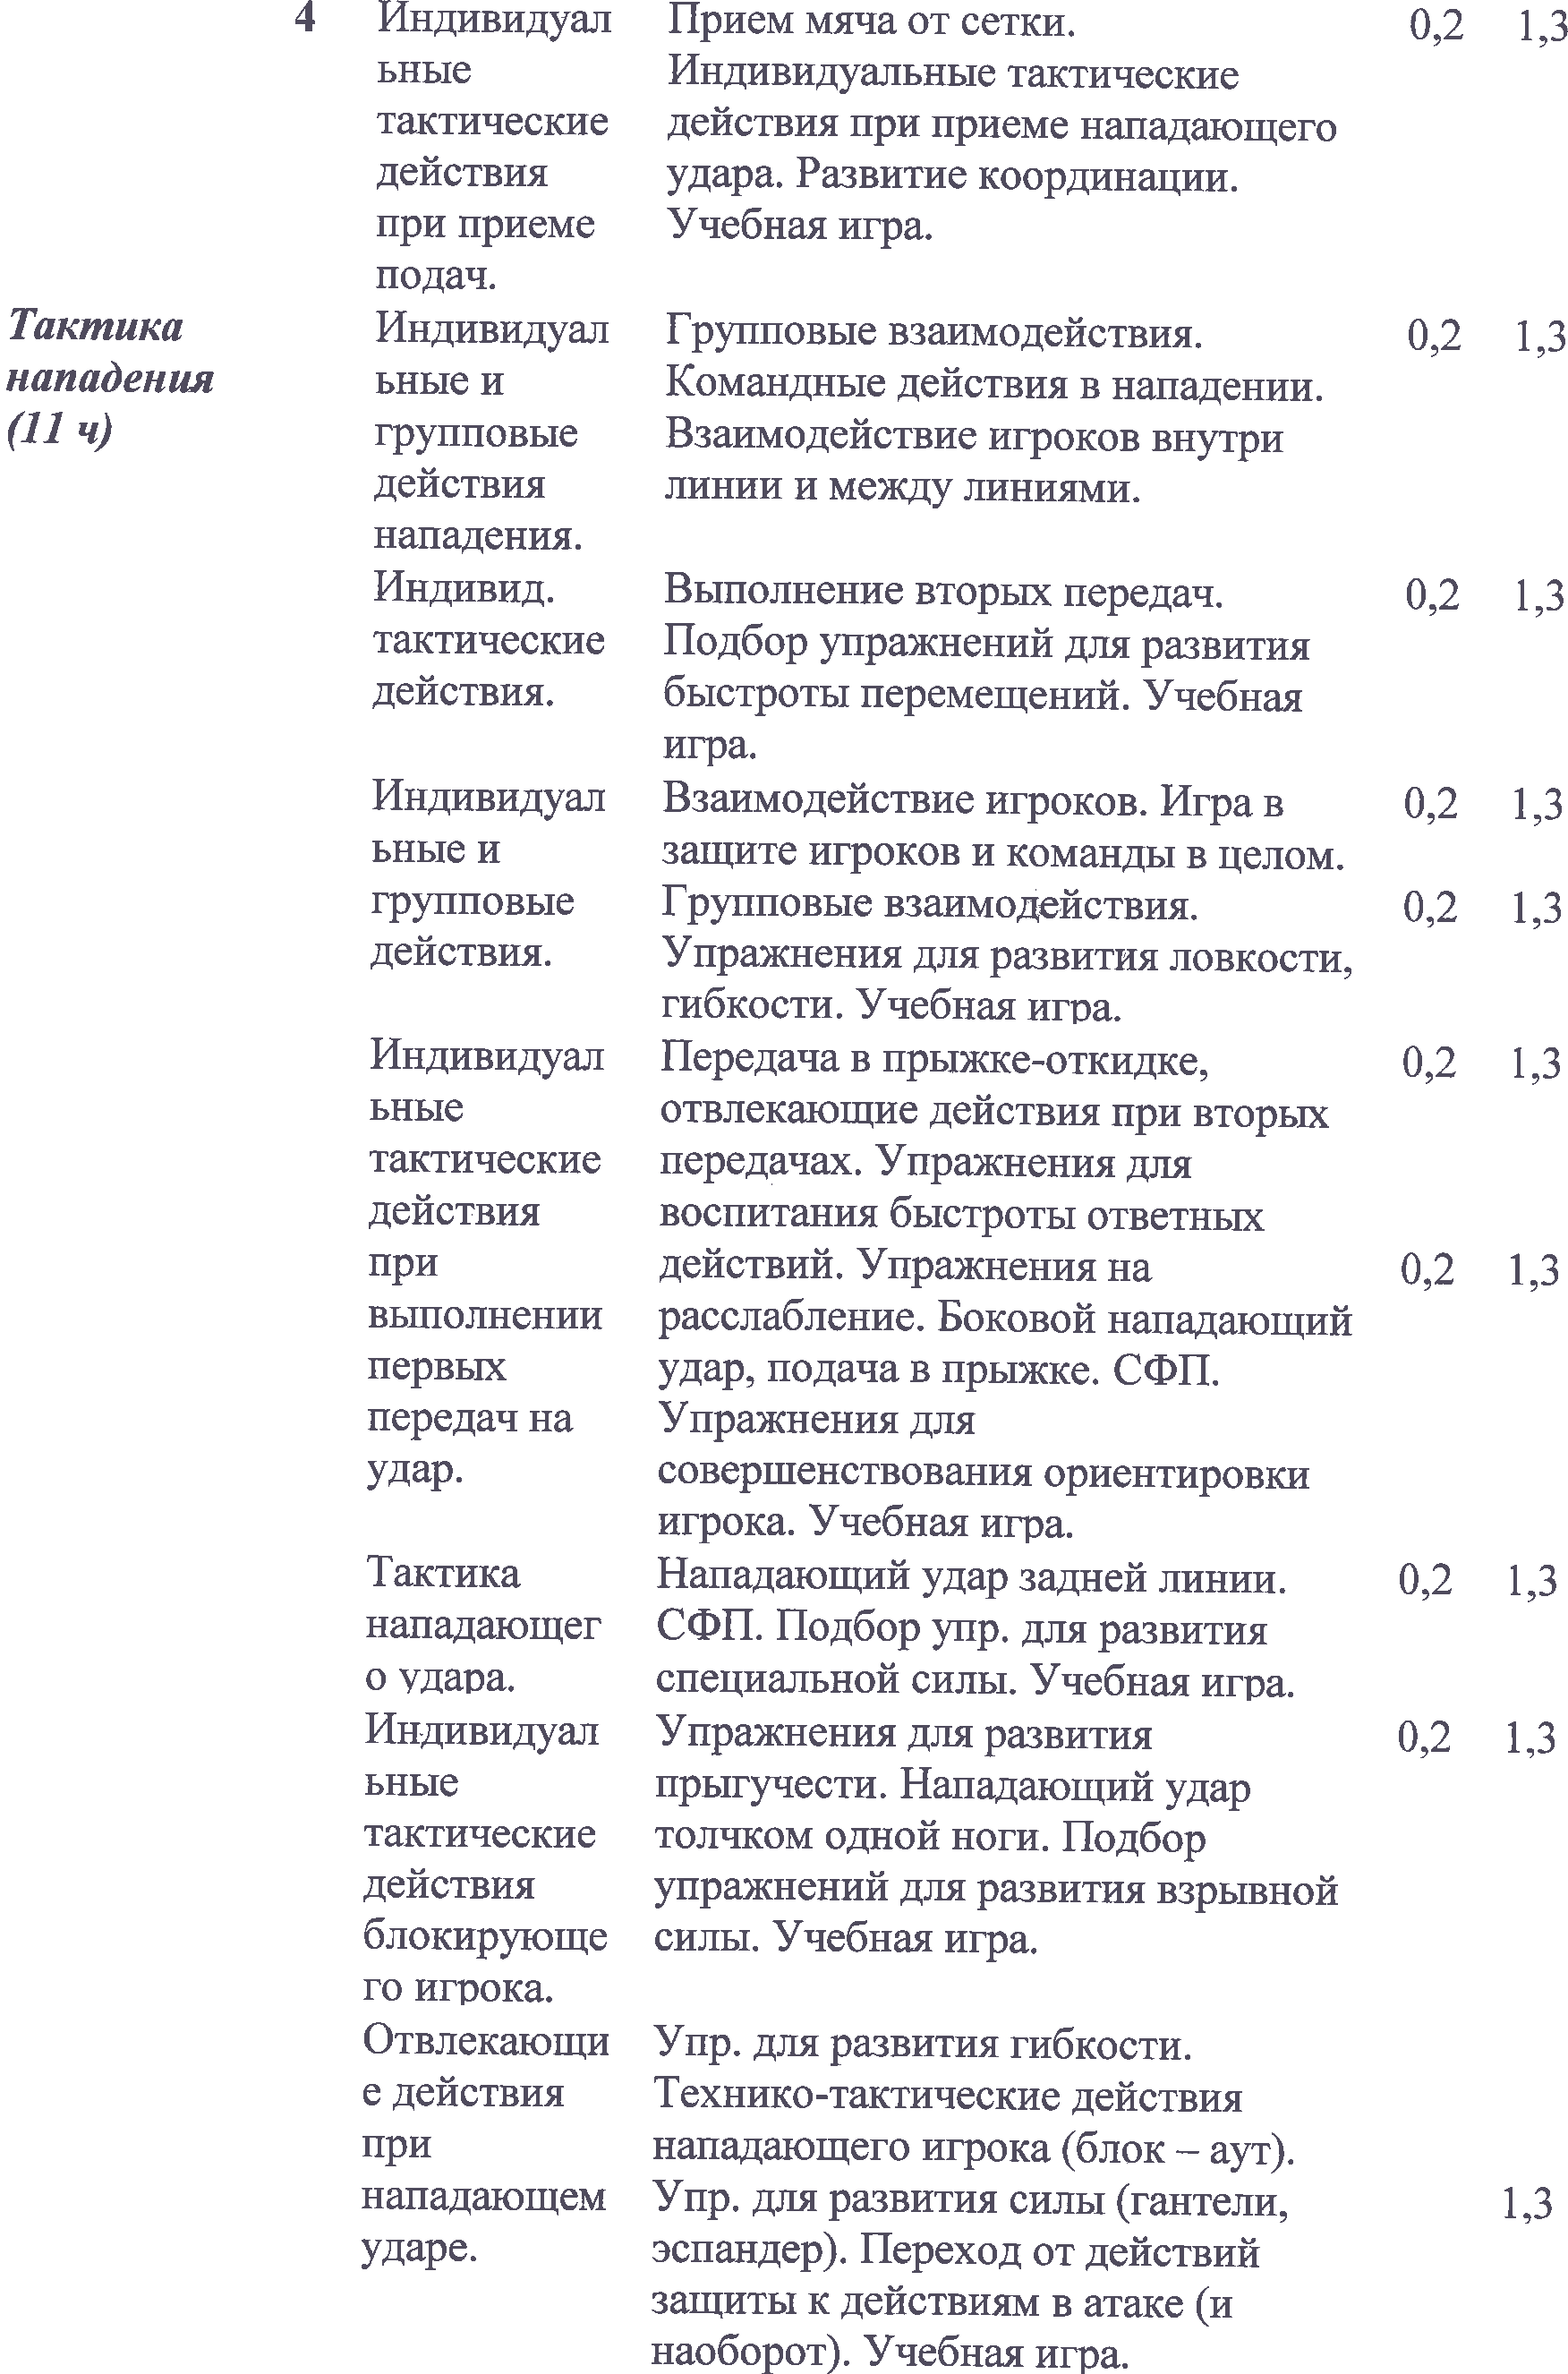 4 Индивидуал Прием мяча от сетки. 0,2 1,3
ьные Индивидуальные тактические
тактические действия при приеме нападающего
действия удара. Развитие координации.
при приеме Учебная игра.
подач.
Тактика Индивидуал Групповые взаимодействия. 0,2 1,3
нападения ьные и Командные действия в нападении.
(11 ч) групповые Взаимодействие игроков внутри
действия линии и между линиями.
нападения.
Индивид. Выполнение вторых передач. 0,2 1,3
тактические Подбор упражнений для развития
действия. быстроты перемещений. Учебная
игра.
Индивидуал Взаимодействие игроков. Игра в 0,2 1,3
ьные и защите игроков и команды в целом.
групповые Групповые взаимодействия. 0,2 1,3
действия. Упражнения для развития ловкости,
гибкости. Учебная игра.
Индивидуал Передача в прыжке-откидке, 0,2 1,3
ьные отвлекающие действия при вторых
тактические передачах. Упражнения для
действия воспитания быстроты ответных
при действий. Упражнения на 0,2 1,3
выполнении расслабление. Боковой нападающий
первых удар, подача в прыжке. СФП.
передач на Упражнения для
удар. совершенствования ориентировки
игрока. Учебная игра.
Тактика Нападающий удар задней линии. 0,2 1,3
нападающег СФП. Подбор упр. для развития
о удара. специальной силы. Учебная игра.
Индивидуал Упражнения для развития 0,2 1,3
ьные прыгучести. Нападающий удар
тактические толчком одной ноги. Подбор
действия упражнений для развития взрывной
блокирующе силы. Учебная игра.
го игрока.
Отвлекающи Упр. для развития гибкости.
е действия Технико-тактические действия
при нападающего игрока (блок – аут).
нападающем Упр. для развития силы (гантели, 1,3
ударе. эспандер). Переход от действий
защиты к действиям в атаке (и
наоборот). Учебная игра.